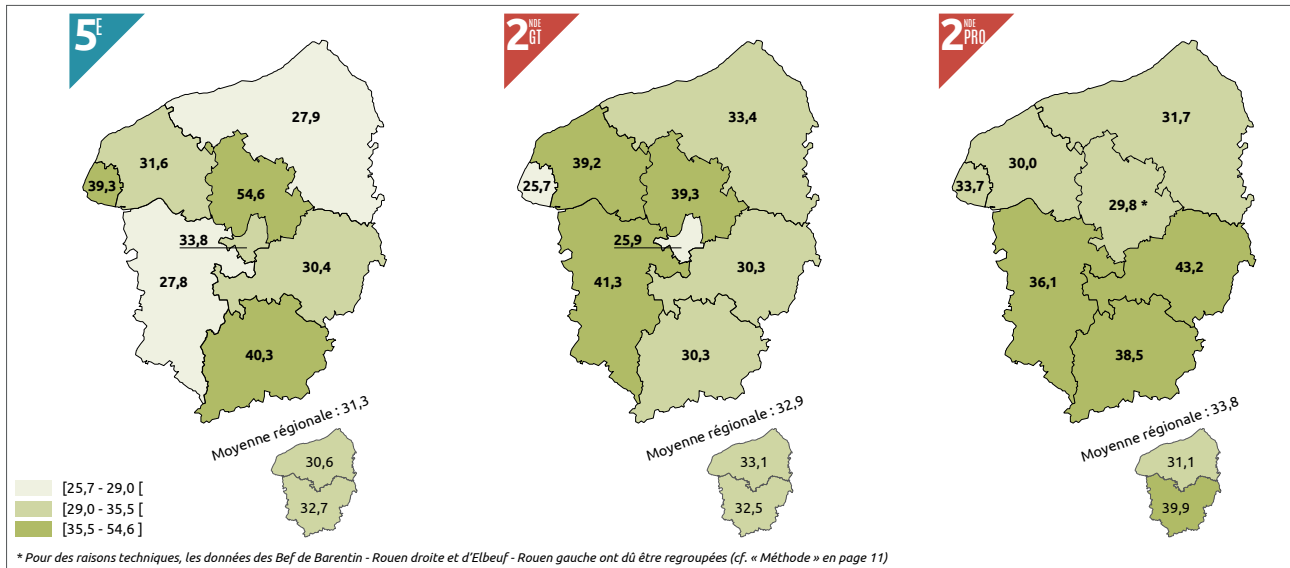 5E
27,9
31,6
39,3
54,6
33,8
30,4
27,8
40,3
Moyenne régionale : 31,3
30,6
32,7
2NDE GT
33,4
39,2
25,7
39,3
25,9
30,3
41,3
30,3
Moyenne régionale : 32,9
33,1
32,5
2NDE PRO
31,7
30,0
33,7
29,8 *
43,2
36,1
38,5
Moyenne régionale : 33,8
31,1
39,9
[25,7 - 29,0 [
[29,0 - 35,5 [
[35,5 - 54,6 ]
* Pour des raisons techniques, les données des Bef de Barentin - Rouen droite et d'Elbeuf - Rouen gauche ont dû être regroupées (cf. « Méthode » en page 11)